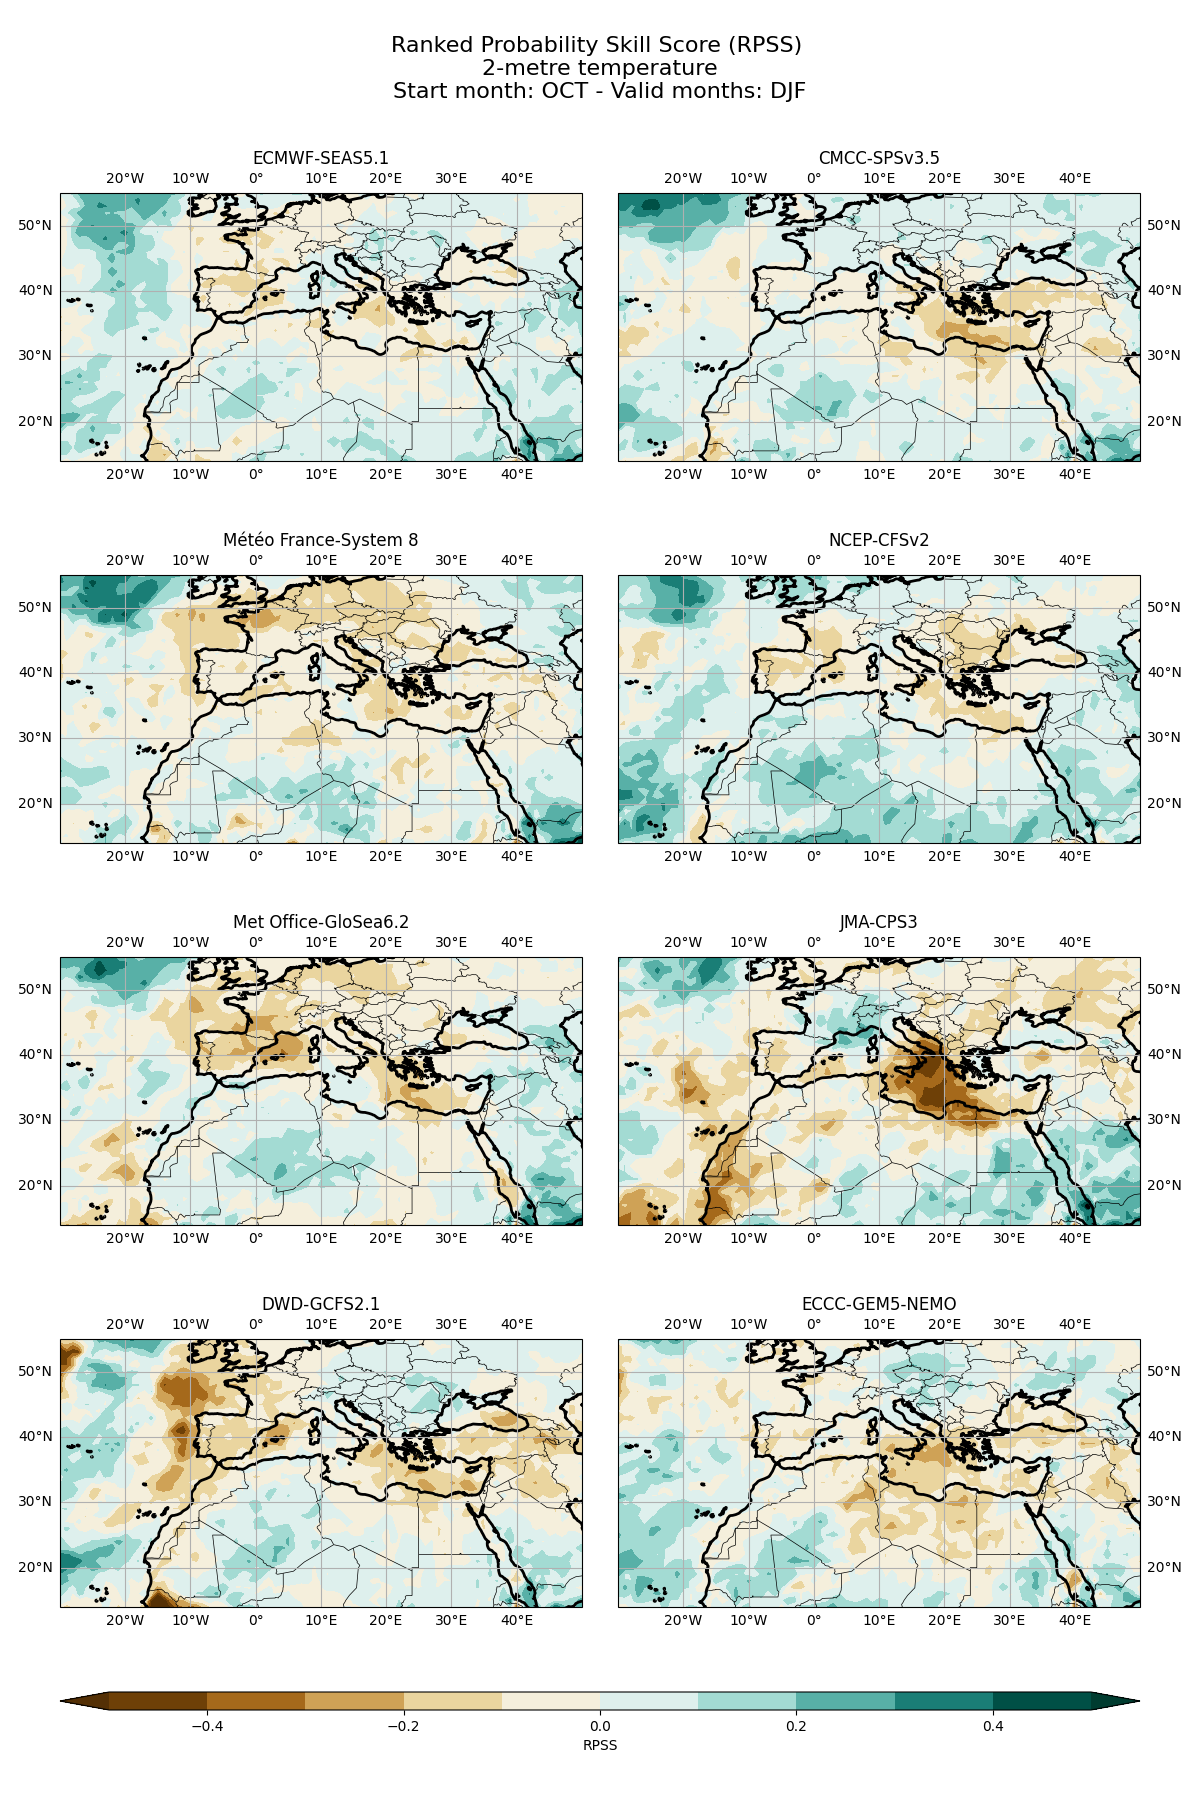 Ranked Probability Skill Score (RPSS)
2-metre temperature
Start month: OCT - Valid months: DJF
ECMWF-SEAS5.1
20°W 10°W 0° 10°E 20°E 30°E 40°E
50°N
40°N
30°N
20°N
20°W 10°W 0° 10°E 20°E 30°E 40°E
CMCC-SPSv3.5
20°W 10°W 0° 10°E 20°E 30°E 40°E
50°N
40°N
30°N
20°N
20°W 10°W 0° 10°E 20°E 30°E 40°E
Météo France-System 8
20°W 10°W 0° 10°E 20°E 30°E 40°E
50°N
40°N
30°N
20°N
20°W 10°W 0° 10°E 20°E 30°E 40°E
NCEP-CFSv2
20°W 10°W 0° 10°E 20°E 30°E 40°E
50°N
40°N
30°N
20°N
20°W 10°W 0° 10°E 20°E 30°E 40°E
Met Office-GloSea6.2
20°W 10°W 0° 10°E 20°E 30°E 40°E
50°N
40°N
30°N
20°N
20°W 10°W 0° 10°E 20°E 30°E 40°E
JMA-CPS3
20°W 10°W 0° 10°E 20°E 30°E 40°E
50°N
40°N
30°N
20°N
20°W 10°W 0° 10°E 20°E 30°E 40°E
DWD-GCFS2.1
20°W 10°W 0° 10°E 20°E 30°E 40°E
50°N
40°N
30°N
20°N
20°W 10°W 0° 10°E 20°E 30°E 40°E
ECCC-GEM5-NEMO
20°W 10°W 0° 10°E 20°E 30°E 40°E
50°N
40°N
30°N
20°N
20°W 10°W 0° 10°E 20°E 30°E 40°E
−0.4 −0.2 0.0 0.2 0.4
RPSS